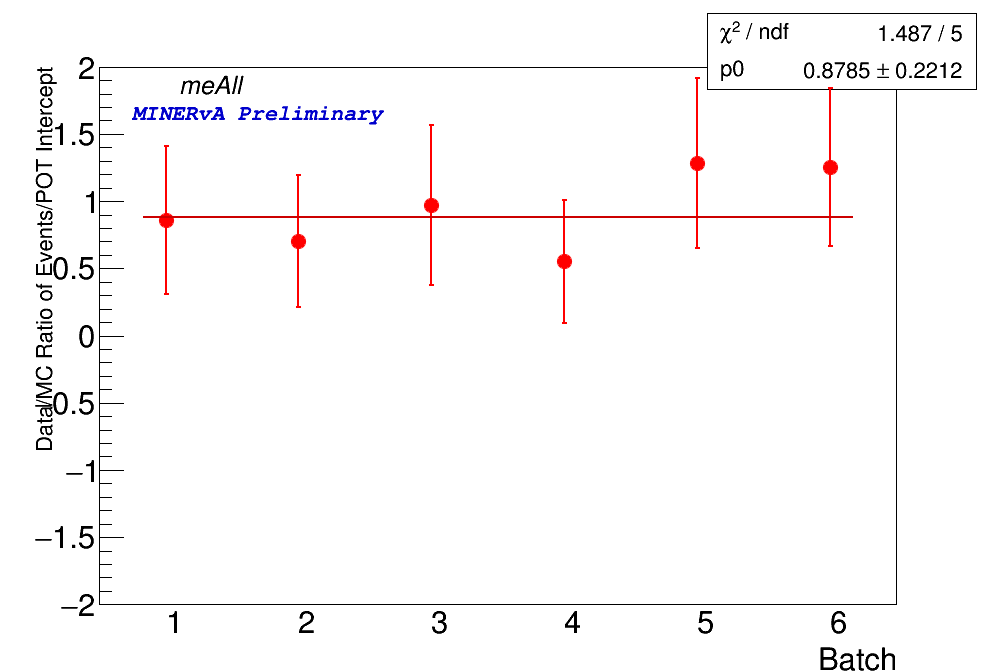 χ² / ndf 1.487 / 5
p0 0.8785 ± 0.2212
meAll
MINERvA Preliminary
Data/MC Ratio of Events/POT Intercept
2
1.5
1
0.5
0
−0.5
−1
−1.5
−2
1 2 3 4 5 6
Batch